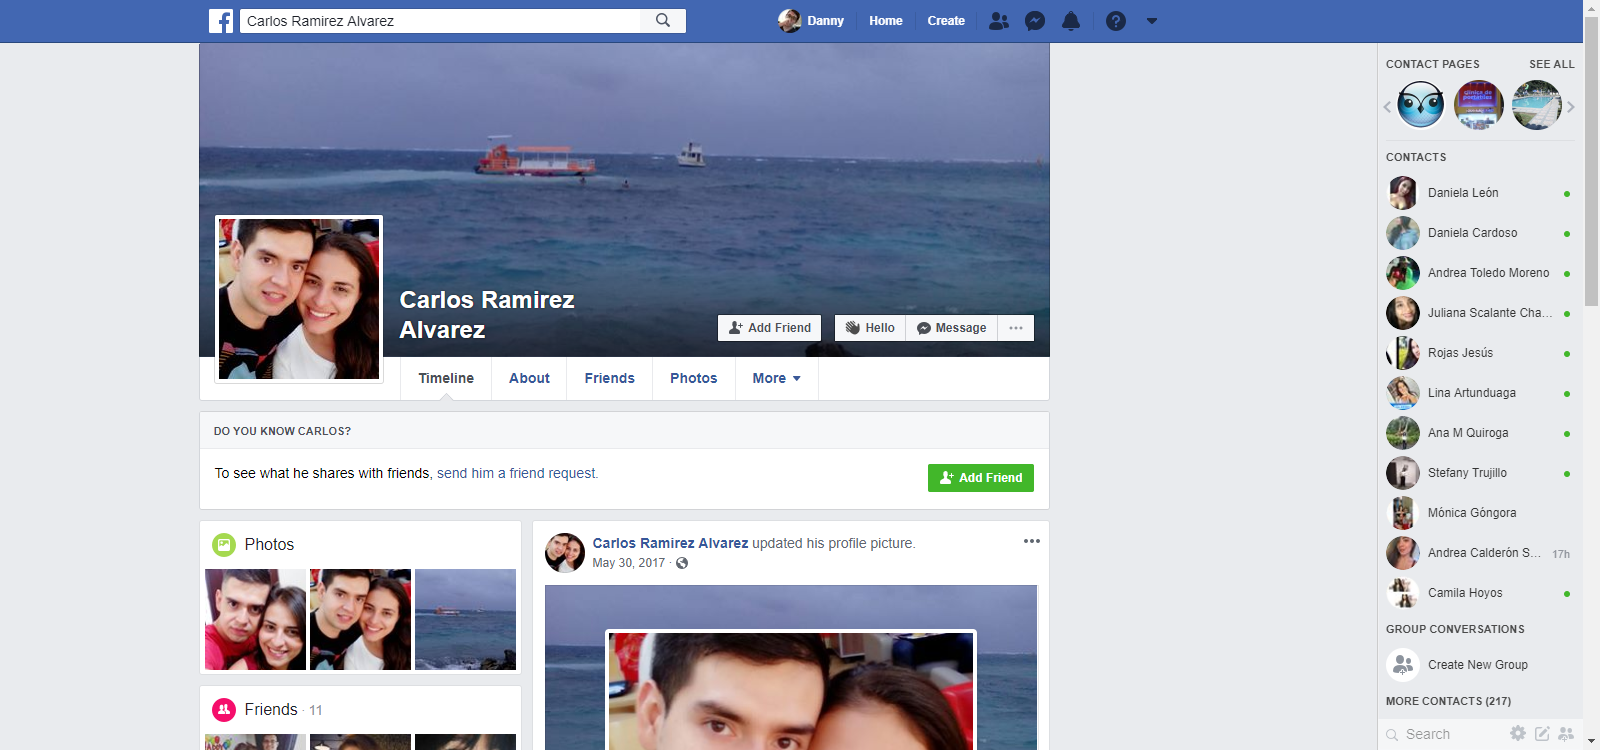 Carlos Ramirez Alvarez
Danny
Home
Create
Carlos Ramirez
Alvarez
Add Friend
Hello
Message
Timeline
About
Friends
Photos
More
DO YOU KNOW CARLOS?
To see what he shares with friends, send him a friend request.
Add Friend
Photos
Friends · 11
Carlos Ramirez Alvarez updated his profile picture.
May 30, 2017 ·
CONTACT PAGES SEE ALL
CONTACTS
Daniela León
Daniela Cardoso
Andrea Toledo Moreno
Juliana Scalante Cha...
Rojas Jesús
Lina Artunduaga
Ana M Quiroga
Stefany Trujillo
Mónica Góngora
Andrea Calderón S... 17h
Camila Hoyos
GROUP CONVERSATIONS
Create New Group
MORE CONTACTS (217)
Search